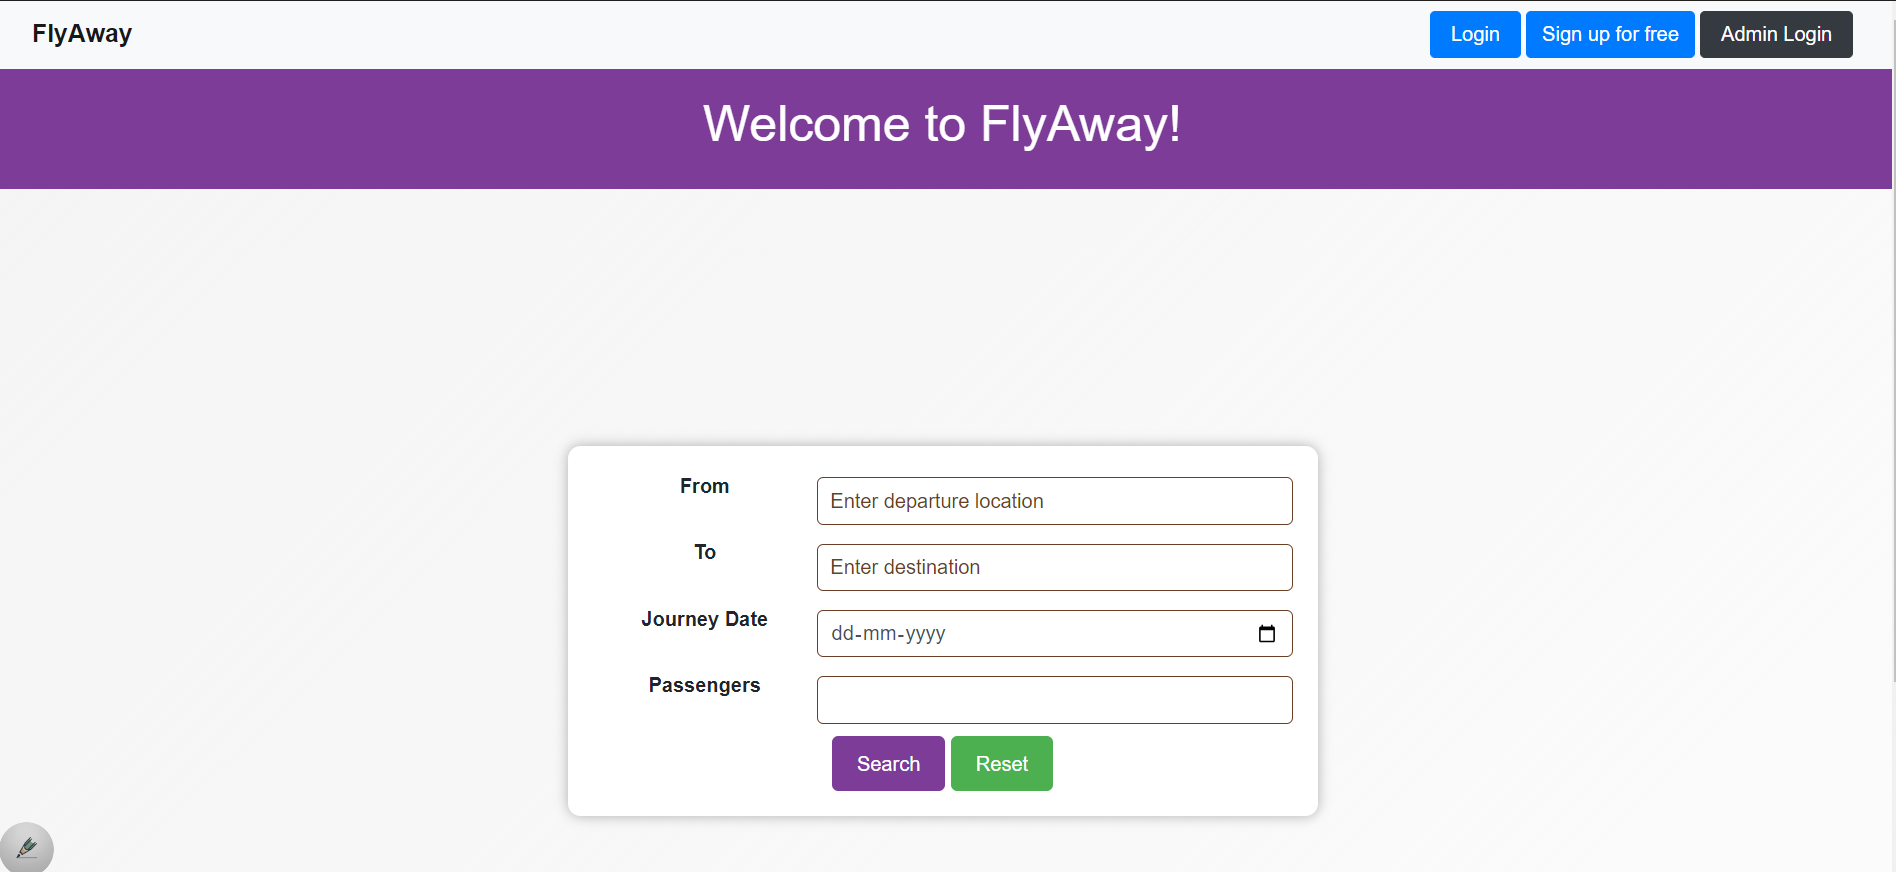 FlyAway
Login
Sign up for free
Admin Login
Welcome to FlyAway!
From
Enter departure location
To
Enter destination
Journey Date
dd-mm-yyyy
Passengers
Search
Reset